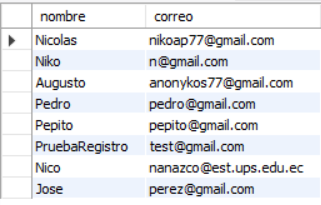 nombre correo
Nicolas nikoap77@gmail.com
Niko n@gmail.com
Augusto anonykos77@gmail.com
Pedro pedro@gmail.com
Pepito pepito@gmail.com
PruebaRegistro test@gmail.com
Nico nanazco@est.ups.edu.ec
Jose perez@gmail.com